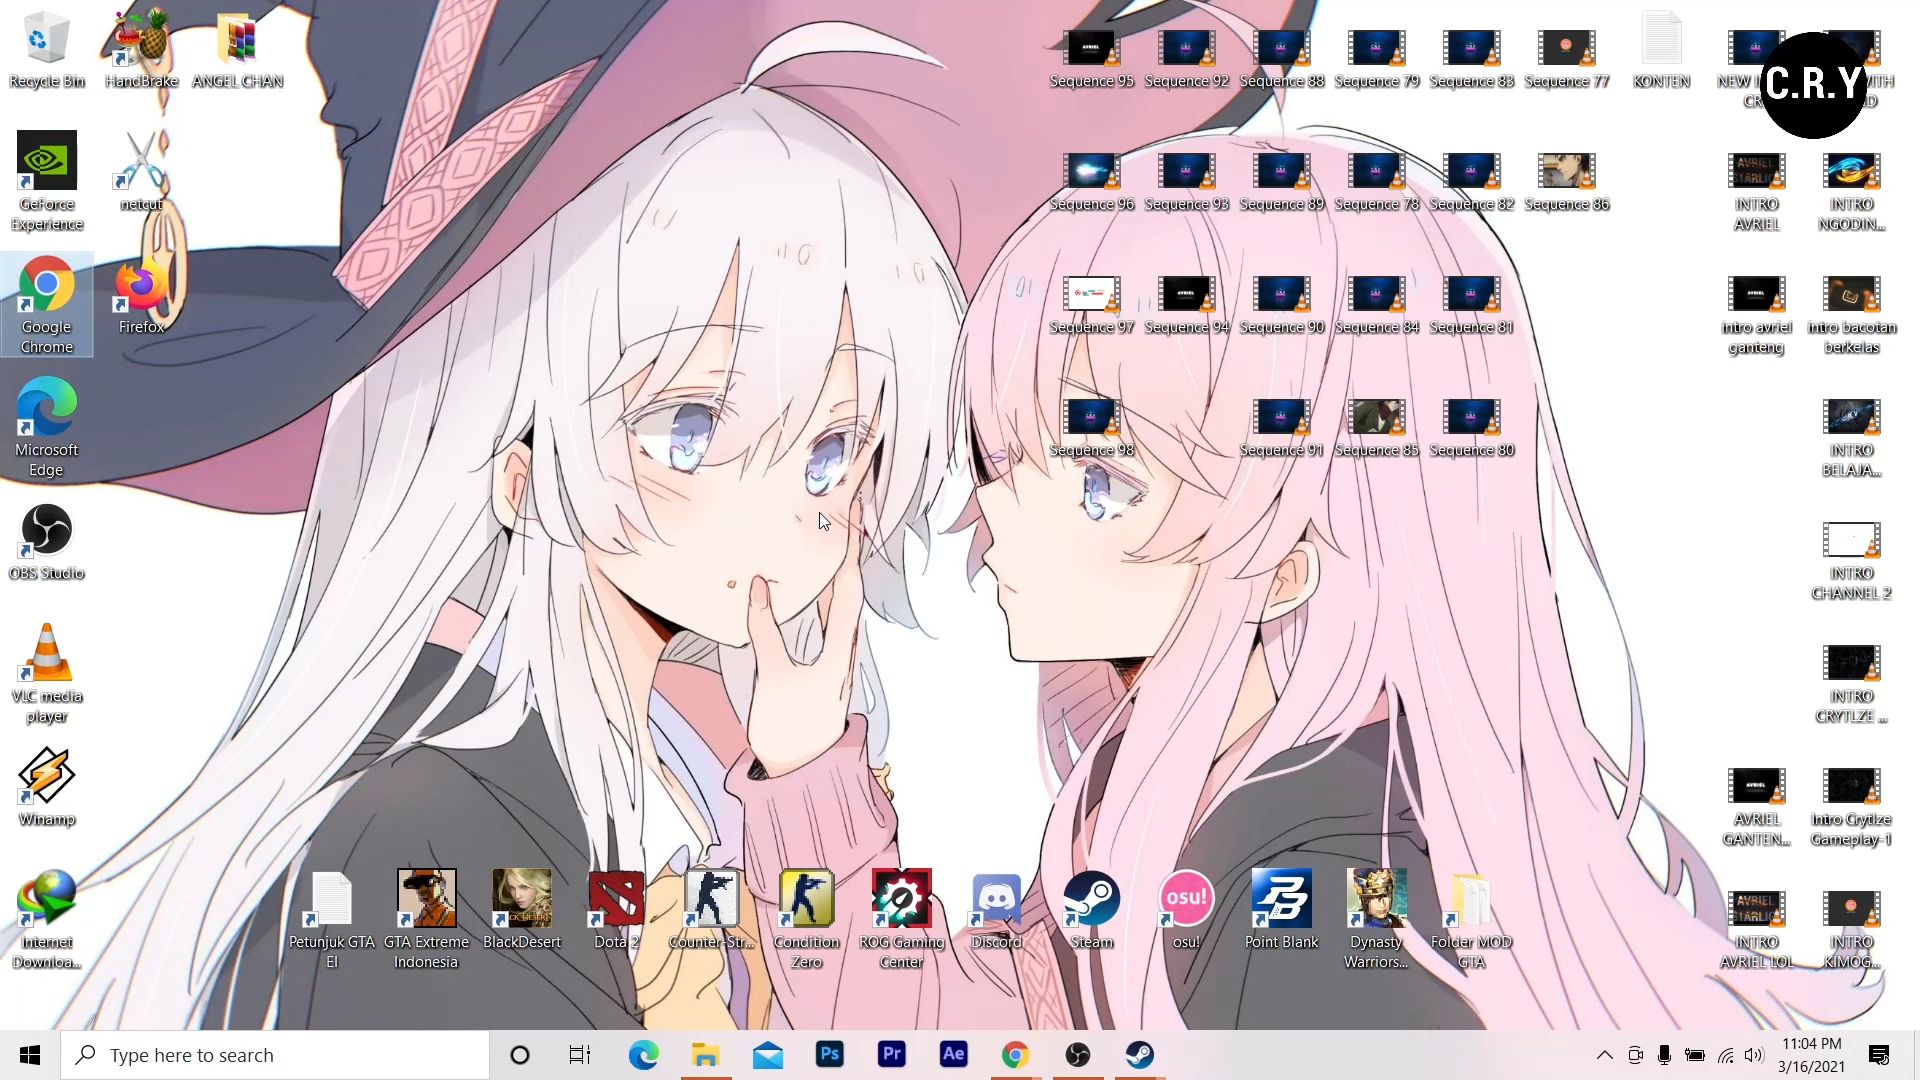 Recycle Bin
HandBrake
ANGEL CHAN
Sequence 95
Sequence 92
Sequence 88
Sequence 79
Sequence 83
Sequence 77
KONTEN
C.R.Y
GeForce
Experience
netcut
Sequence 96
Sequence 93
Sequence 89
Sequence 78
Sequence 82
Sequence 86
INTRO
AVRIEL
INTRO
NGODIN...
Google
Chrome
Firefox
Sequence 97
Sequence 94
Sequence 90
Sequence 84
Sequence 81
intro avriel
ganteng
intro bacotan
berkelas
Microsoft
Edge
Sequence 98
Sequence 91
Sequence 85
Sequence 80
INTRO
BELAJA...
OBS Studio
INTRO
CHANNEL 2
VLC media
player
INTRO
CRYTLZE ...
Winamp
AVRIEL
GANTEN...
Intro Crytlze
Gameplay-1
Internet
Downloa...
Petunjuk GTA
EI
GTA Extreme
Indonesia
BlackDesert
Dota 2
Counter-Str...
Condition
Zero
ROG Gaming
Center
Discord
Steam
osu!
osu!
Point Blank
Dynasty
Warriors...
Folder MOD
GTA
INTRO
AVRIEL LOL
INTRO
KIMOG...
Type here to search
Ps
Pr
Ae
11:04 PM
3/16/2021